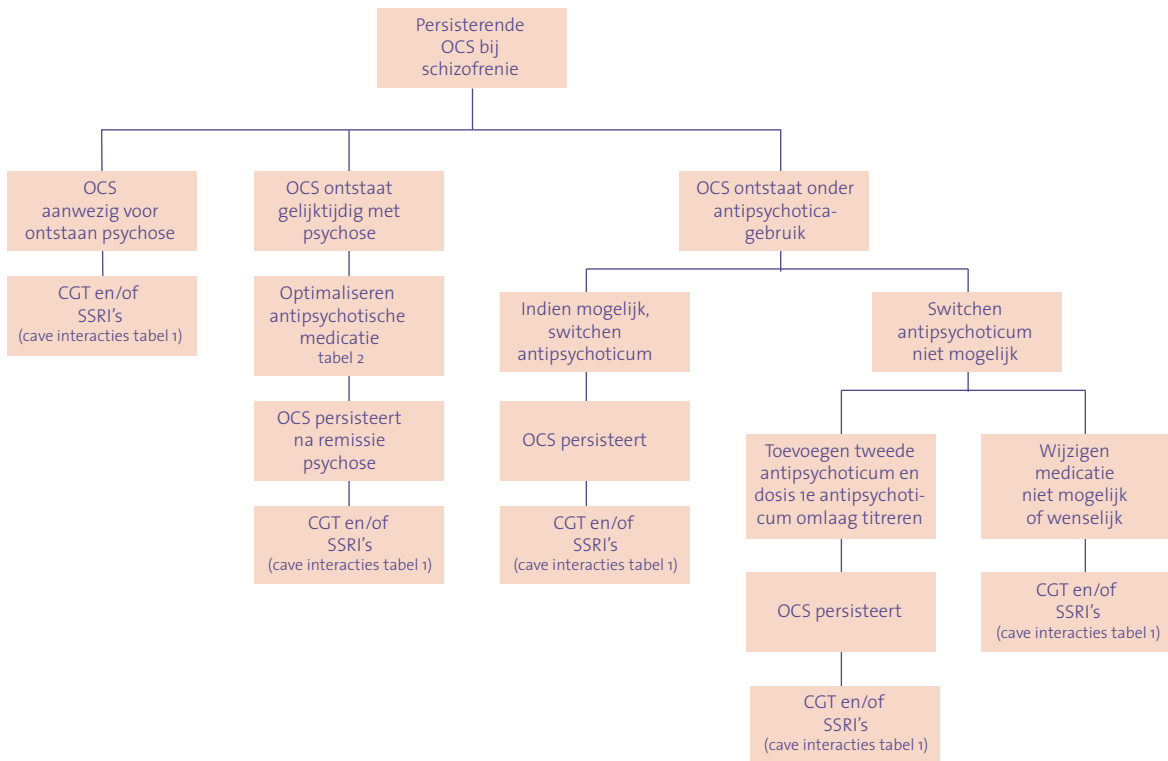 Persisterende
OCS bij
schizofrenie
OCS
aanwezig voor
ontstaan psychose
OCS ontstaat
gelijktijdig met
psychose
OCS ontstaat onder
antipsychotica-
gebruik
CGT en/of
SSRI's
(cave interacties tabel 1)
Optimaliseren
antipsychotische
medicatie
tabel 2
Indien mogelijk,
switchen
antipsychoticum
Switchen
antipsychoticum
niet mogelijk
OCS persisteert
na remissie
psychose
OCS persisteert
Toevoegen tweede
antipsychoticum en
dosis 1e antipsychoti-
cum omlaag titreren
Wijzigen
medicatie
niet mogelijk
of wenselijk
CGT en/of
SSRI's
(cave interacties tabel 1)
CGT en/of
SSRI's
(cave interacties tabel 1)
OCS persisteert
CGT en/of
SSRI's
(cave interacties tabel 1)
CGT en/of
SSRI's
(cave interacties tabel 1)